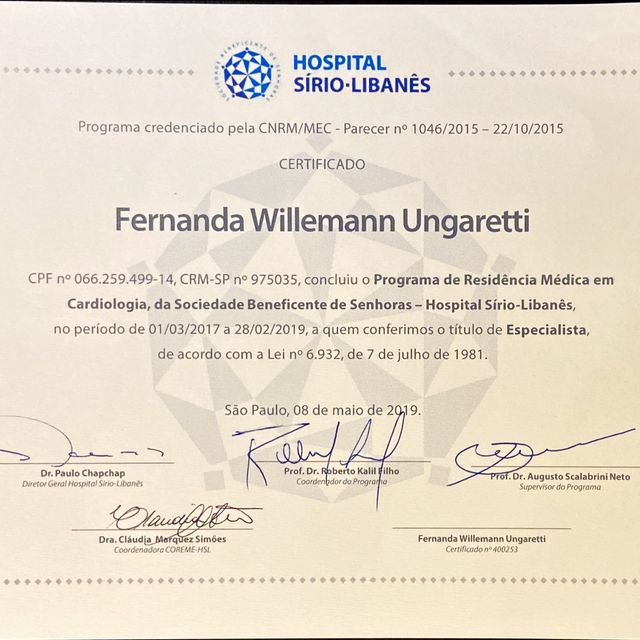 SOCIEDADE BENEFICENTE DE SENHORAS
HOSPITAL
SÍRIO-LIBANÊS
Programa credenciado pela CNRM/MEC - Parecer nº 1046/2015 – 22/10/2015
CERTIFICADO
Fernanda Willemann Ungaretti
CPF nº 066.259.499-14, CRM-SP nº 975035, concluiu o Programa de Residência Médica em
Cardiologia, da Sociedade Beneficente de Senhoras – Hospital Sírio-Libanês,
no período de 01/03/2017 a 28/02/2019, a quem conferimos o título de Especialista,
de acordo com a Lei nº 6.932, de 7 de julho de 1981.
São Paulo, 08 de maio de 2019.
Dr. Paulo Chapchap
Diretor Geral Hospital Sírio-Libanês
Prof. Dr. Roberto Kalil Filho
Coordenador do Programa
Prof. Dr. Augusto Scalabrini Neto
Supervisor do Programa
Dra. Cláudia Marquez Simões
Coordenadora COREME-HSL
Fernanda Willemann Ungaretti
Certificado nº 400253